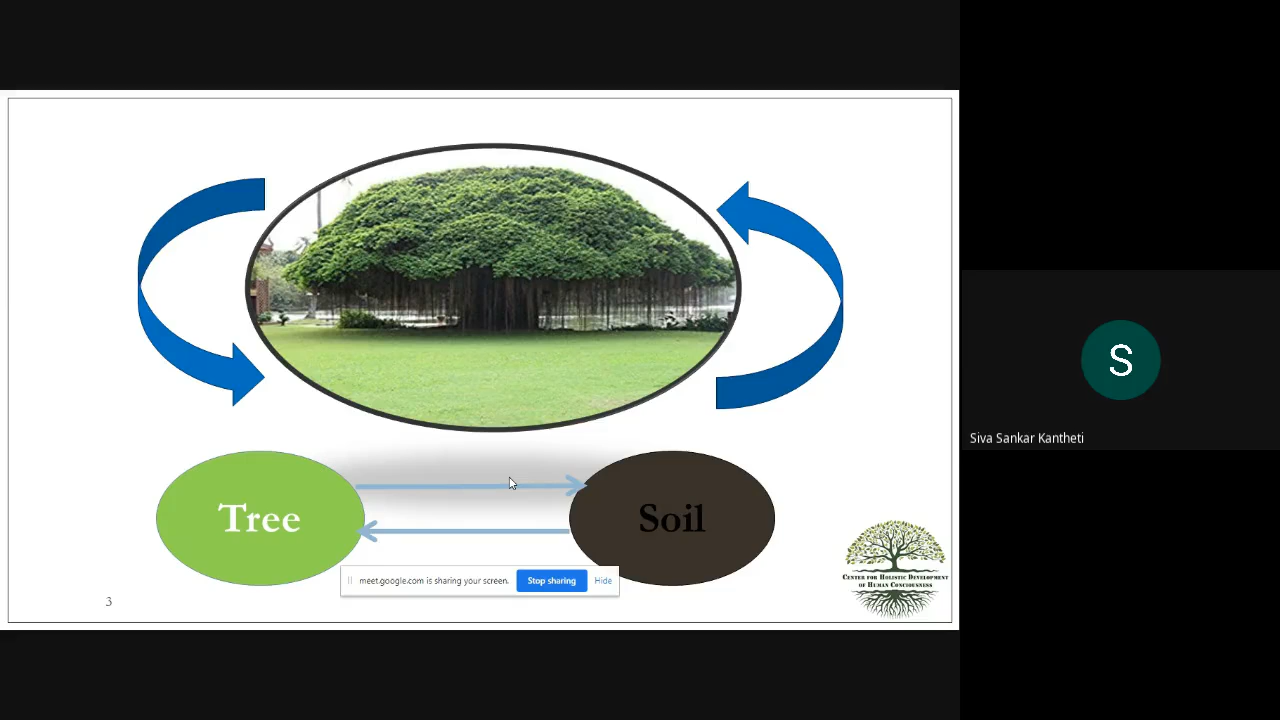 Tree
Soil
meet.google.com is sharing your screen.
Stop sharing
Hide
3
CENTER FOR HOLISTIC DEVELOPMENT
OF HUMAN CONCIOUSNESS
S
Siva Sankar Kantheti